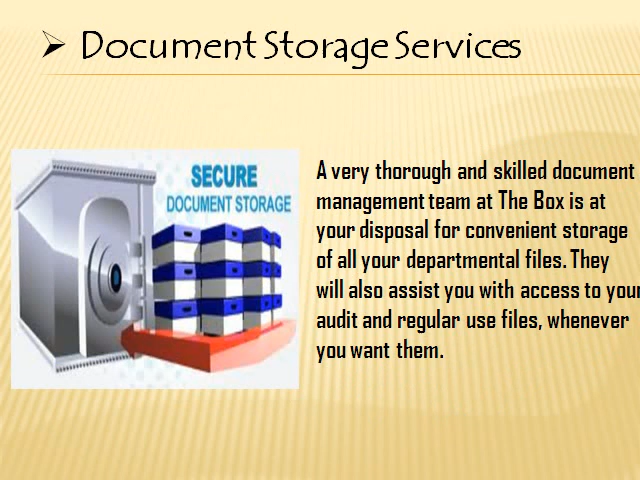 ➢ Document Storage Services
SECURE
DOCUMENT STORAGE
A very thorough and skilled document
management team at The Box is at
your disposal for convenient storage
of all your departmental files. They
will also assist you with access to your
audit and regular use files, whenever
you want them.